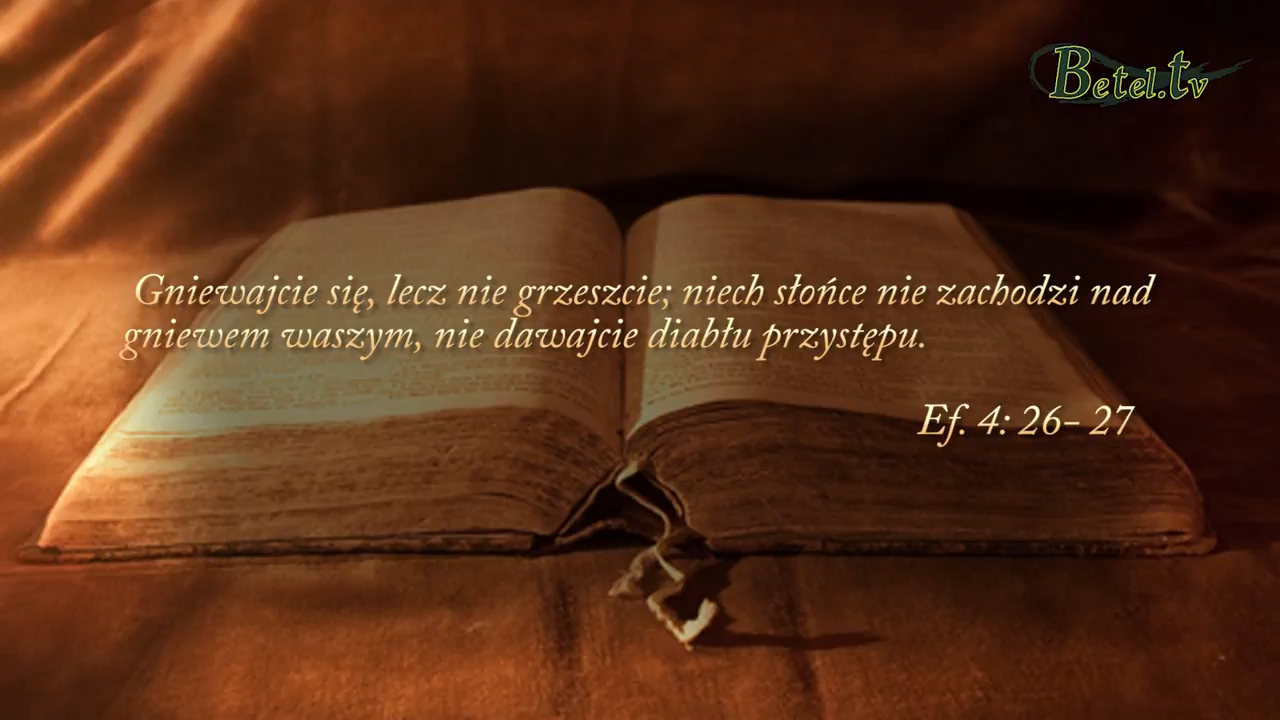 Betel.tv
Gniewajcie się, lecz nie grzeszcie; niech słońce nie zachodzi nad
gniewem waszym, nie dawajcie diabłu przystępu.
Ef. 4: 26– 27